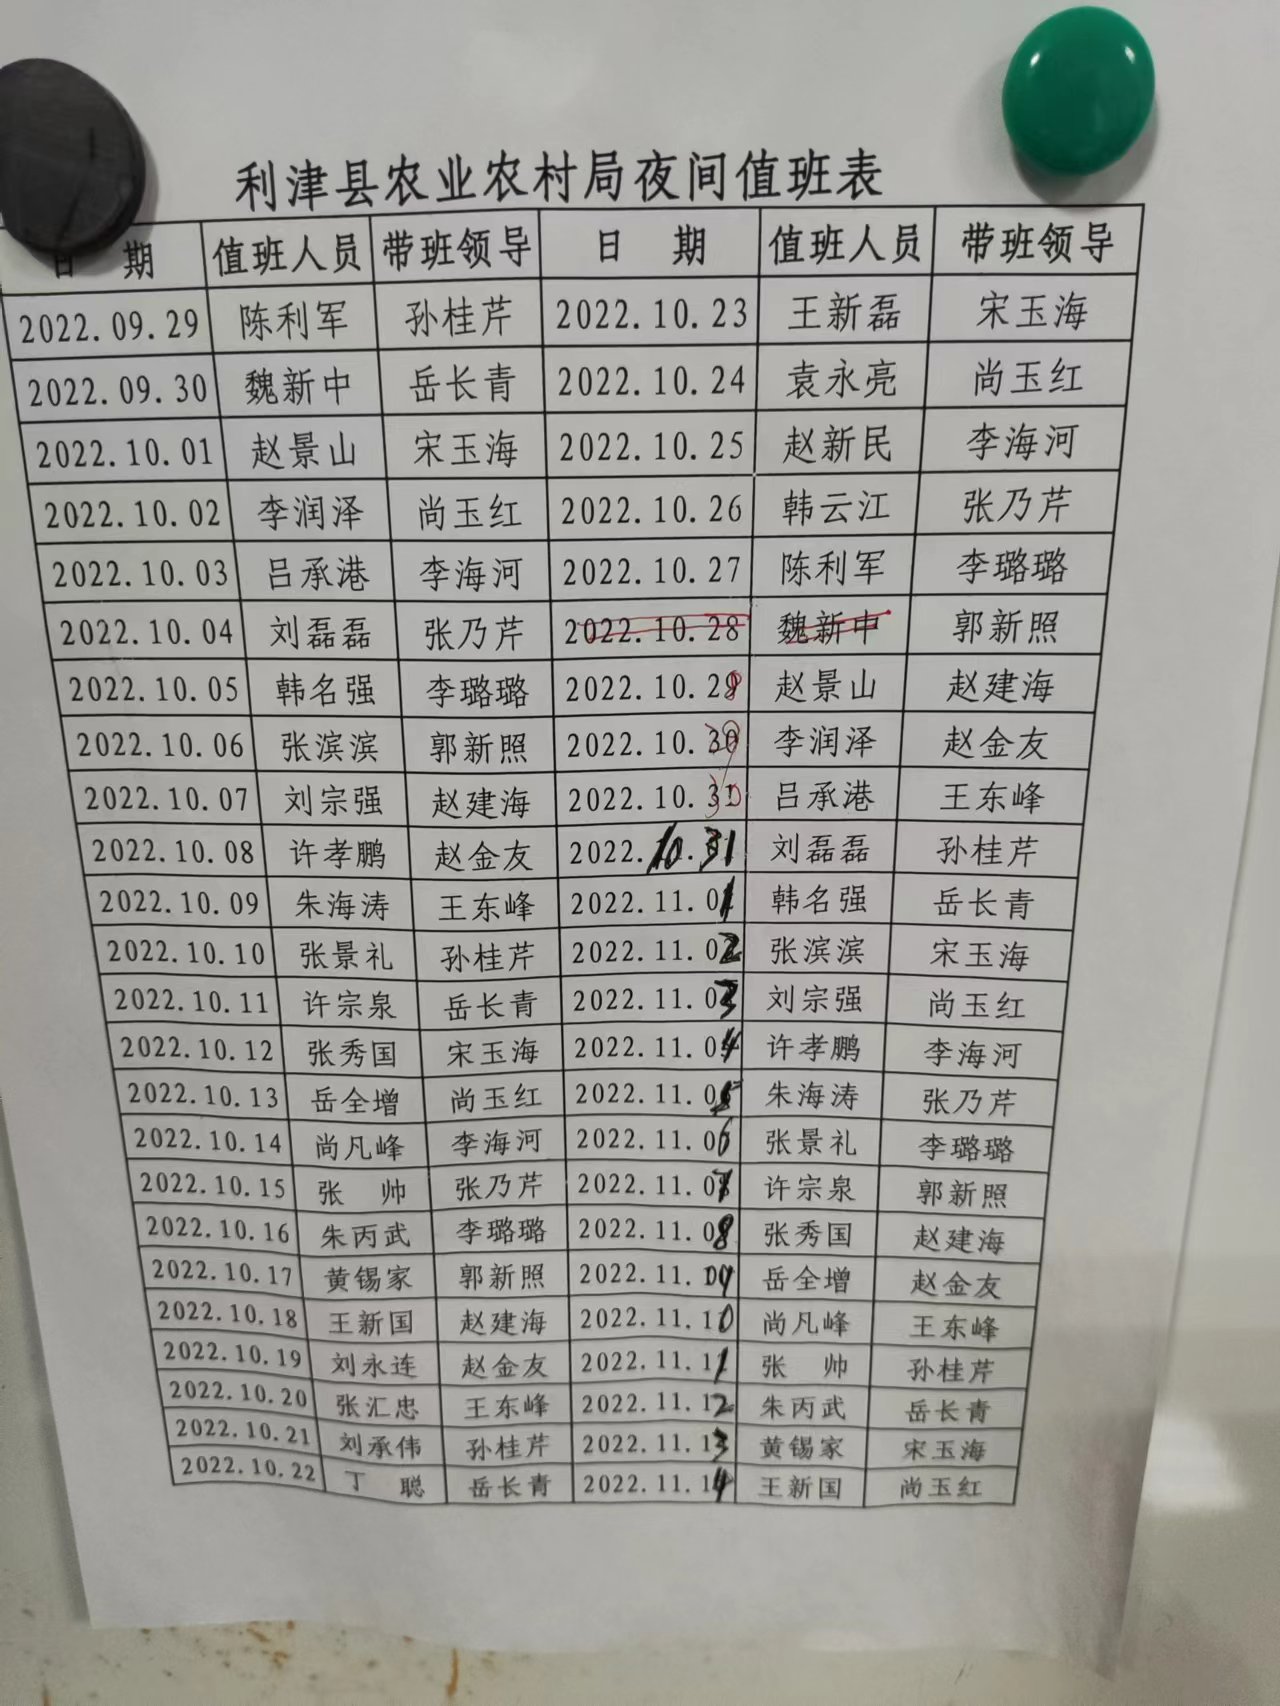 利津县农业农村局夜间值班表
日 期 值班人员 带班领导 日 期 值班人员 带班领导
2022.09.29 陈利军 孙桂芹 2022.10.23 王新磊 宋玉海
2022.09.30 魏新中 岳长青 2022.10.24 袁永亮 尚玉红
2022.10.01 赵景山 宋玉海 2022.10.25 赵新民 李海河
2022.10.02 李润泽 尚玉红 2022.10.26 韩云江 张乃芹
2022.10.03 吕承港 李海河 2022.10.27 陈利军 李璐璐
2022.10.04 刘磊磊 张乃芹 2022.10.28 魏新中 郭新照
2022.10.05 韩名强 李璐璐 2022.10.28 赵景山 赵建海
2022.10.06 张滨滨 郭新照 2022.10.29 李润泽 赵金友
2022.10.07 刘宗强 赵建海 2022.10.30 吕承港 王东峰
2022.10.08 许孝鹏 赵金友 2022.10.31 刘磊磊 孙桂芹
2022.10.09 朱海涛 王东峰 2022.11.01 韩名强 岳长青
2022.10.10 张景礼 孙桂芹 2022.11.02 张滨滨 宋玉海
2022.10.11 许宗泉 岳长青 2022.11.03 刘宗强 尚玉红
2022.10.12 张秀国 宋玉海 2022.11.04 许孝鹏 李海河
2022.10.13 岳全增 尚玉红 2022.11.05 朱海涛 张乃芹
2022.10.14 尚凡峰 李海河 2022.11.06 张景礼 李璐璐
2022.10.15 张 帅 张乃芹 2022.11.07 许宗泉 郭新照
2022.10.16 朱丙武 李璐璐 2022.11.08 张秀国 赵建海
2022.10.17 黄锡家 郭新照 2022.11.09 岳全增 赵金友
2022.10.18 王新国 赵建海 2022.11.10 尚凡峰 王东峰
2022.10.19 刘永连 赵金友 2022.11.11 张 帅 孙桂芹
2022.10.20 张汇忠 王东峰 2022.11.12 朱丙武 岳长青
2022.10.21 刘承伟 孙桂芹 2022.11.13 黄锡家 宋玉海
2022.10.22 丁 聪 岳长青 2022.11.14 王新国 尚玉红